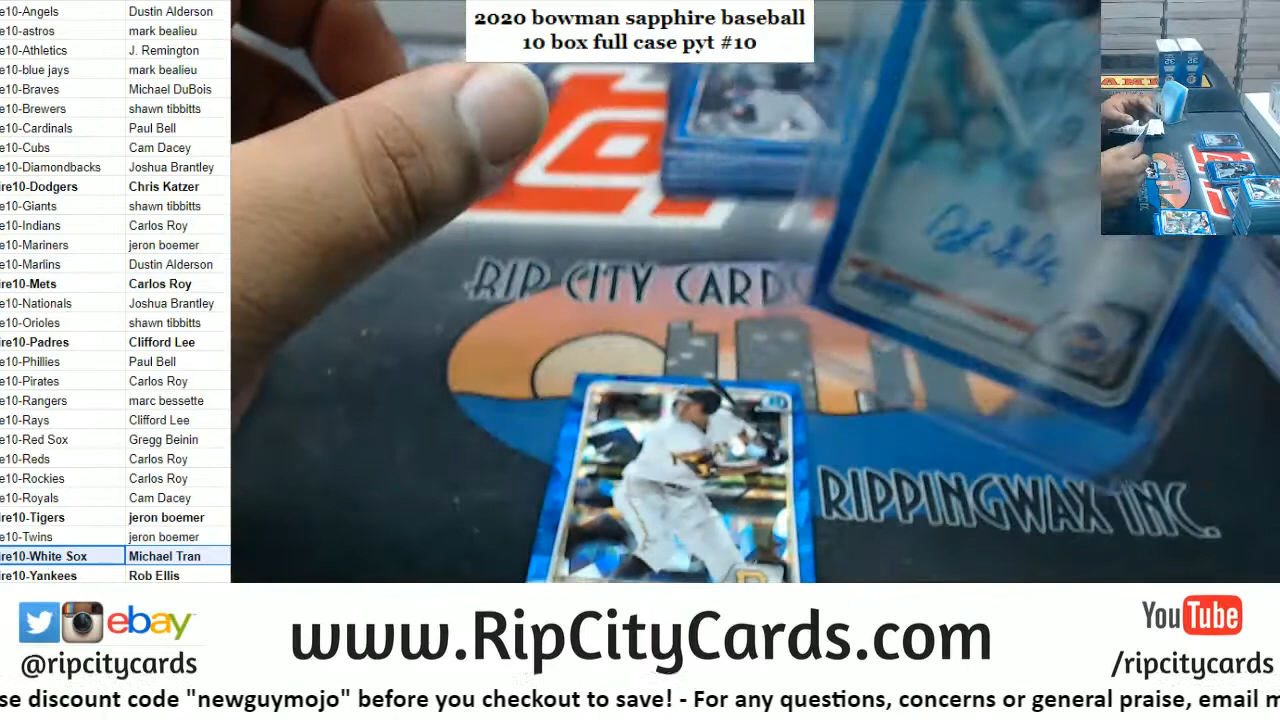 e10-Angels Dustin Alderson
e10-astros mark bealieu
e10-Athletics J. Remington
e10-blue jays mark bealieu
e10-Braves Michael DuBois
e10-Brewers shawn tibbitts
e10-Cardinals Paul Bell
e10-Cubs Cam Dacey
e10-Diamondbacks Joshua Brantley
ire10-Dodgers Chris Katzer
e10-Giants shawn tibbitts
e10-Indians Carlos Roy
e10-Mariners jeron boemer
e10-Marlins Dustin Alderson
ire10-Mets Carlos Roy
e10-Nationals Joshua Brantley
e10-Orioles shawn tibbitts
ire10-Padres Clifford Lee
e10-Phillies Paul Bell
e10-Pirates Carlos Roy
e10-Rangers marc bessette
e10-Rays Clifford Lee
e10-Red Sox Gregg Beinin
e10-Reds Carlos Roy
e10-Rockies Carlos Roy
e10-Royals Cam Dacey
ire10-Tigers jeron boemer
e10-Twins jeron boemer
ire10-White Sox Michael Tran
ire10-Yankees Rob Ellis
2020 bowman sapphire baseball
10 box full case pyt #10
RIP CITY CARDS
RIPPINGWAX INC.
ebay
@ripcitycards
www.RipCityCards.com
YouTube
/ripcitycards
se discount code "newguymojo" before you checkout to save! - For any questions, concerns or general praise, email m